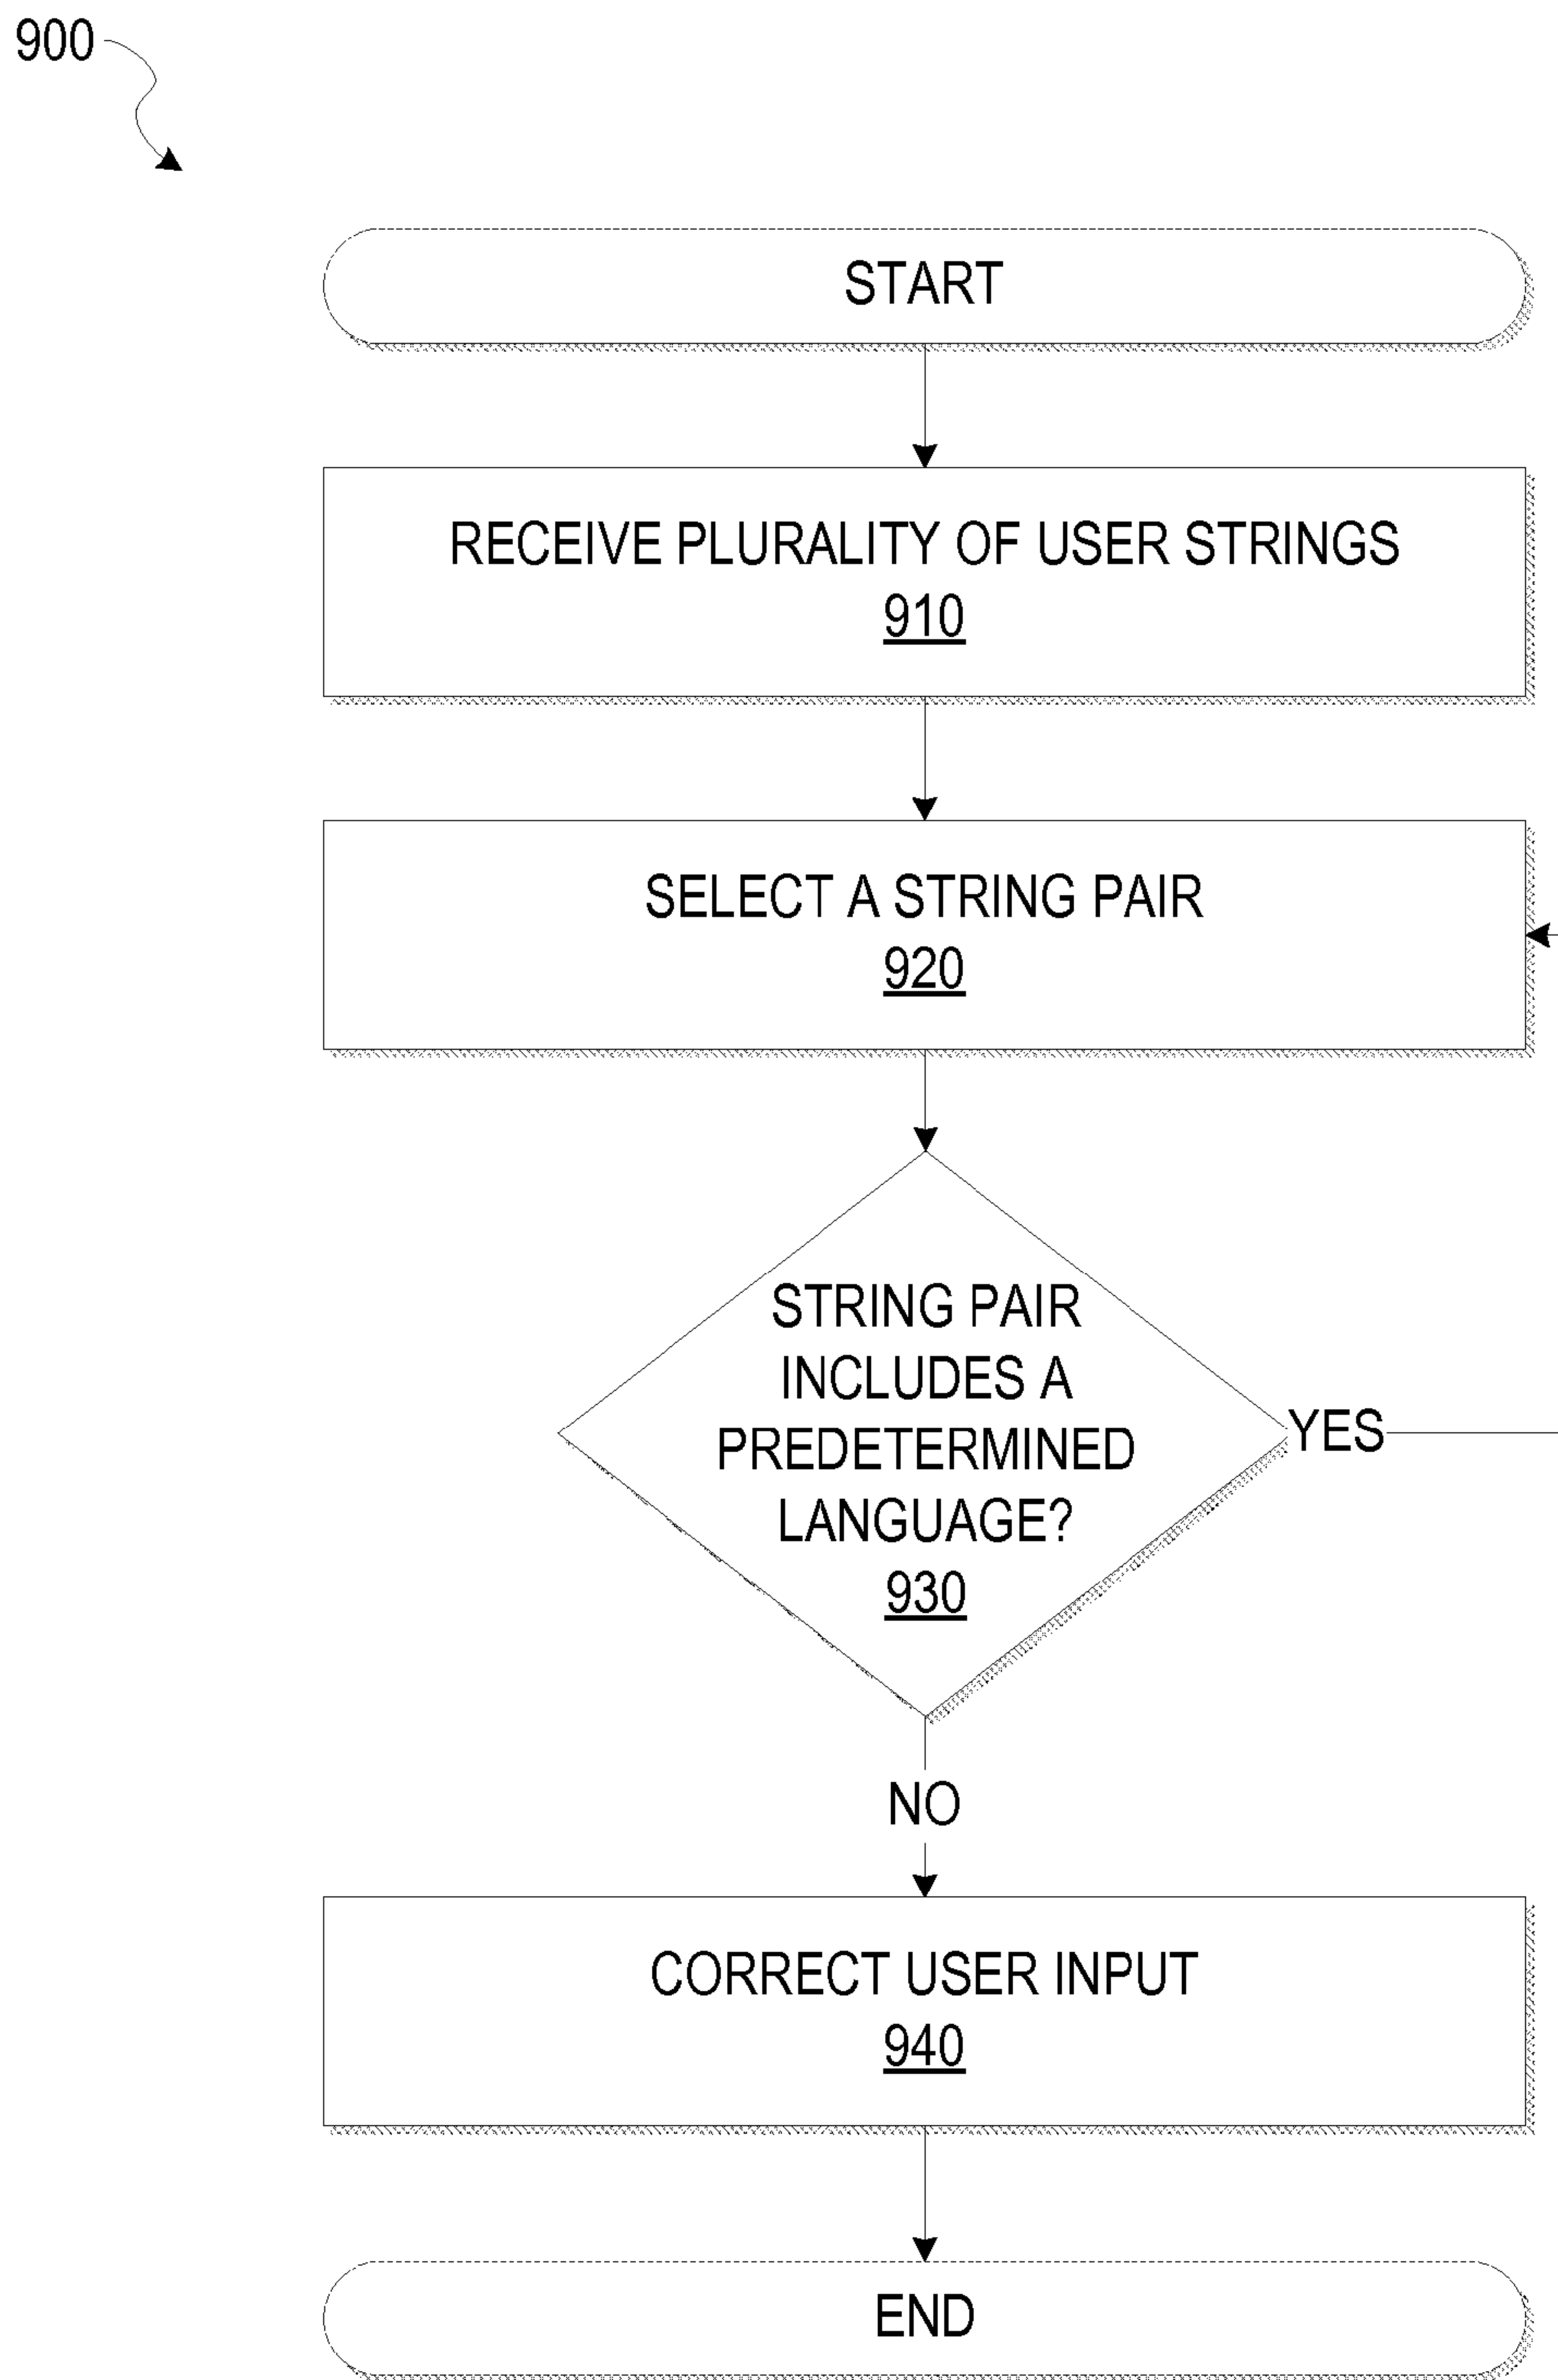 900
START
RECEIVE PLURALITY OF USER STRINGS
910
SELECT A STRING PAIR
920
STRING PAIR
INCLUDES A
PREDETERMINED
LANGUAGE?
930
YES
NO
CORRECT USER INPUT
940
END